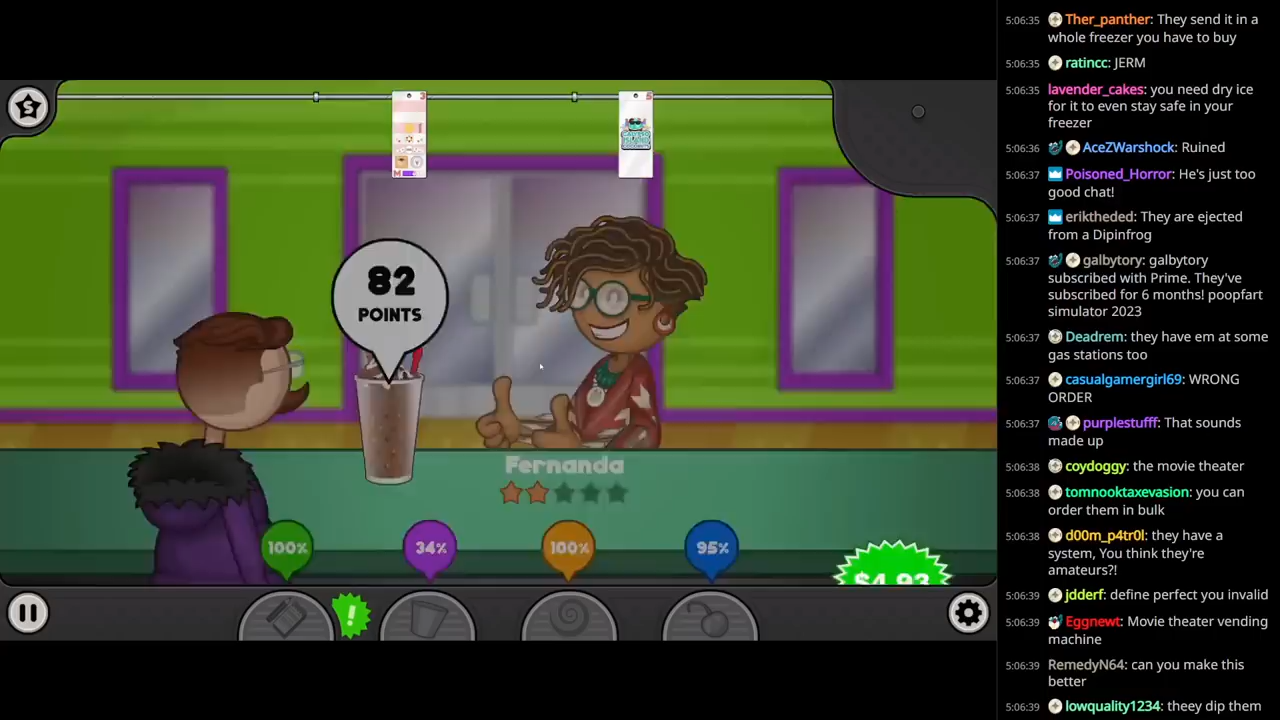 3
5
82
POINTS
Fernanda
100%
34%
100%
95%
$4.93
!
5:06:35 Ther_panther: They send it in a
whole freezer you have to buy
5:06:35 ratincc: JERM
5:06:35 lavender_cakes: you need dry ice
for it to even stay safe in your
freezer
5:06:36 AceZWarshock: Ruined
5:06:37 Poisoned_Horror: He's just too
good chat!
5:06:37 eriktheded: They are ejected
from a Dipinfrog
5:06:37 galbytory: galbytory
subscribed with Prime. They've
subscribed for 6 months! poopfart
simulator 2023
5:06:37 Deadrem: they have em at some
gas stations too
5:06:37 casualgamergirl69: WRONG
ORDER
5:06:37 purplestufff: That sounds
made up
5:06:38 coydoggy: the movie theater
5:06:38 tomnooktaxevasion: you can
order them in bulk
5:06:38 d00m_p4tr0l: they have a
system, You think they're
amateurs?!
5:06:39 jdderf: define perfect you invalid
5:06:39 Eggnewt: Movie theater vending
machine
5:06:39 RemedyN64: can you make this
better
5:06:39 lowquality1234: theey dip them